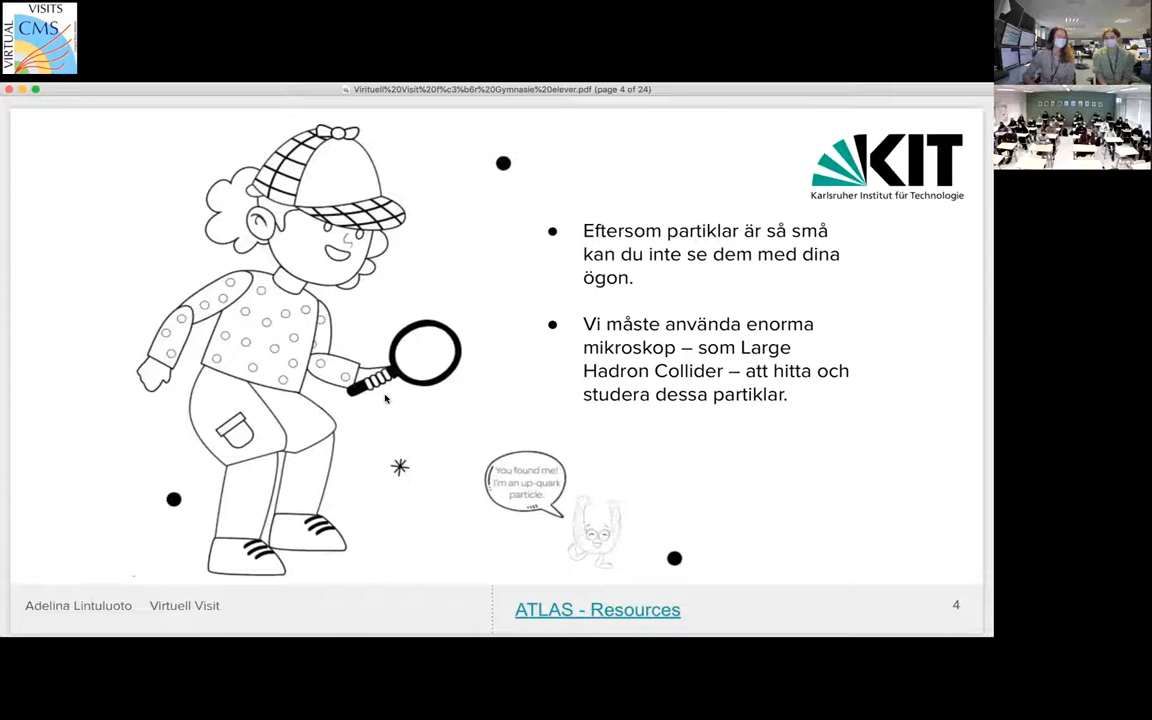 VISITS
VIRTUAL
CMS
Virituell%20Visit%20f%c3%b6r%20Gymnasie%20elever.pdf (page 4 of 24)
KIT
Karlsruher Institut für Technologie
● Eftersom partiklar är så små
kan du inte se dem med dina
ögon.
● Vi måste använda enorma
mikroskop – som Large
Hadron Collider – att hitta och
studera dessa partiklar.
You found me!
I'm an up-quark
particle.
Adelina Lintuluoto Virtuell Visit
ATLAS - Resources
4